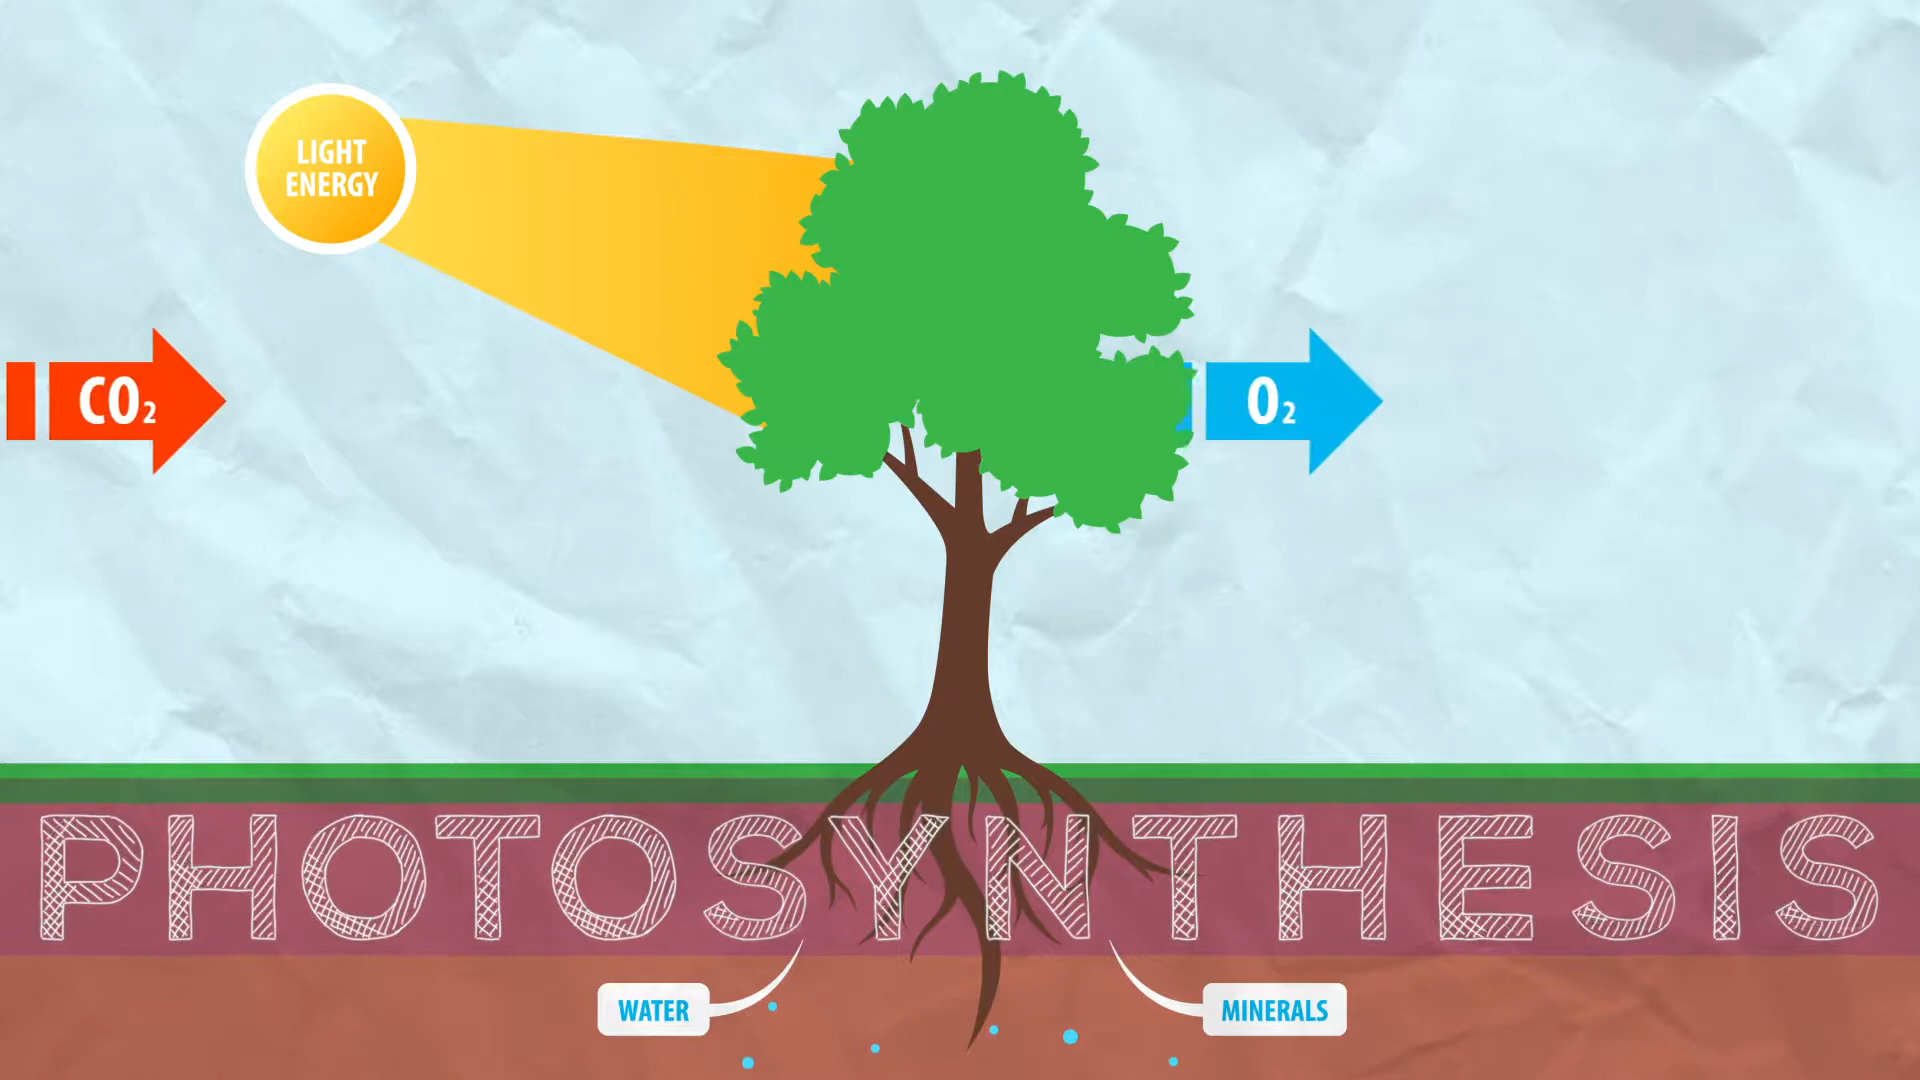 LIGHT
ENERGY
CO₂
O₂
PHOTOSYNTHESIS
WATER
MINERALS